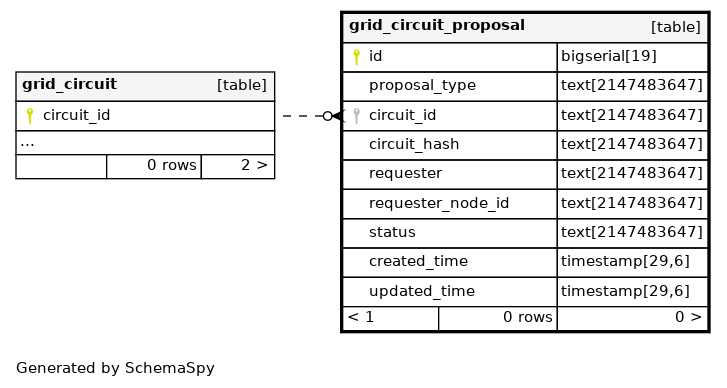 grid_circuit [table]
circuit_id
...
0 rows 2 >
grid_circuit_proposal [table]
id bigserial[19]
proposal_type text[2147483647]
circuit_id text[2147483647]
circuit_hash text[2147483647]
requester text[2147483647]
requester_node_id text[2147483647]
status text[2147483647]
created_time timestamp[29,6]
updated_time timestamp[29,6]
< 1 0 rows 0 >
Generated by SchemaSpy